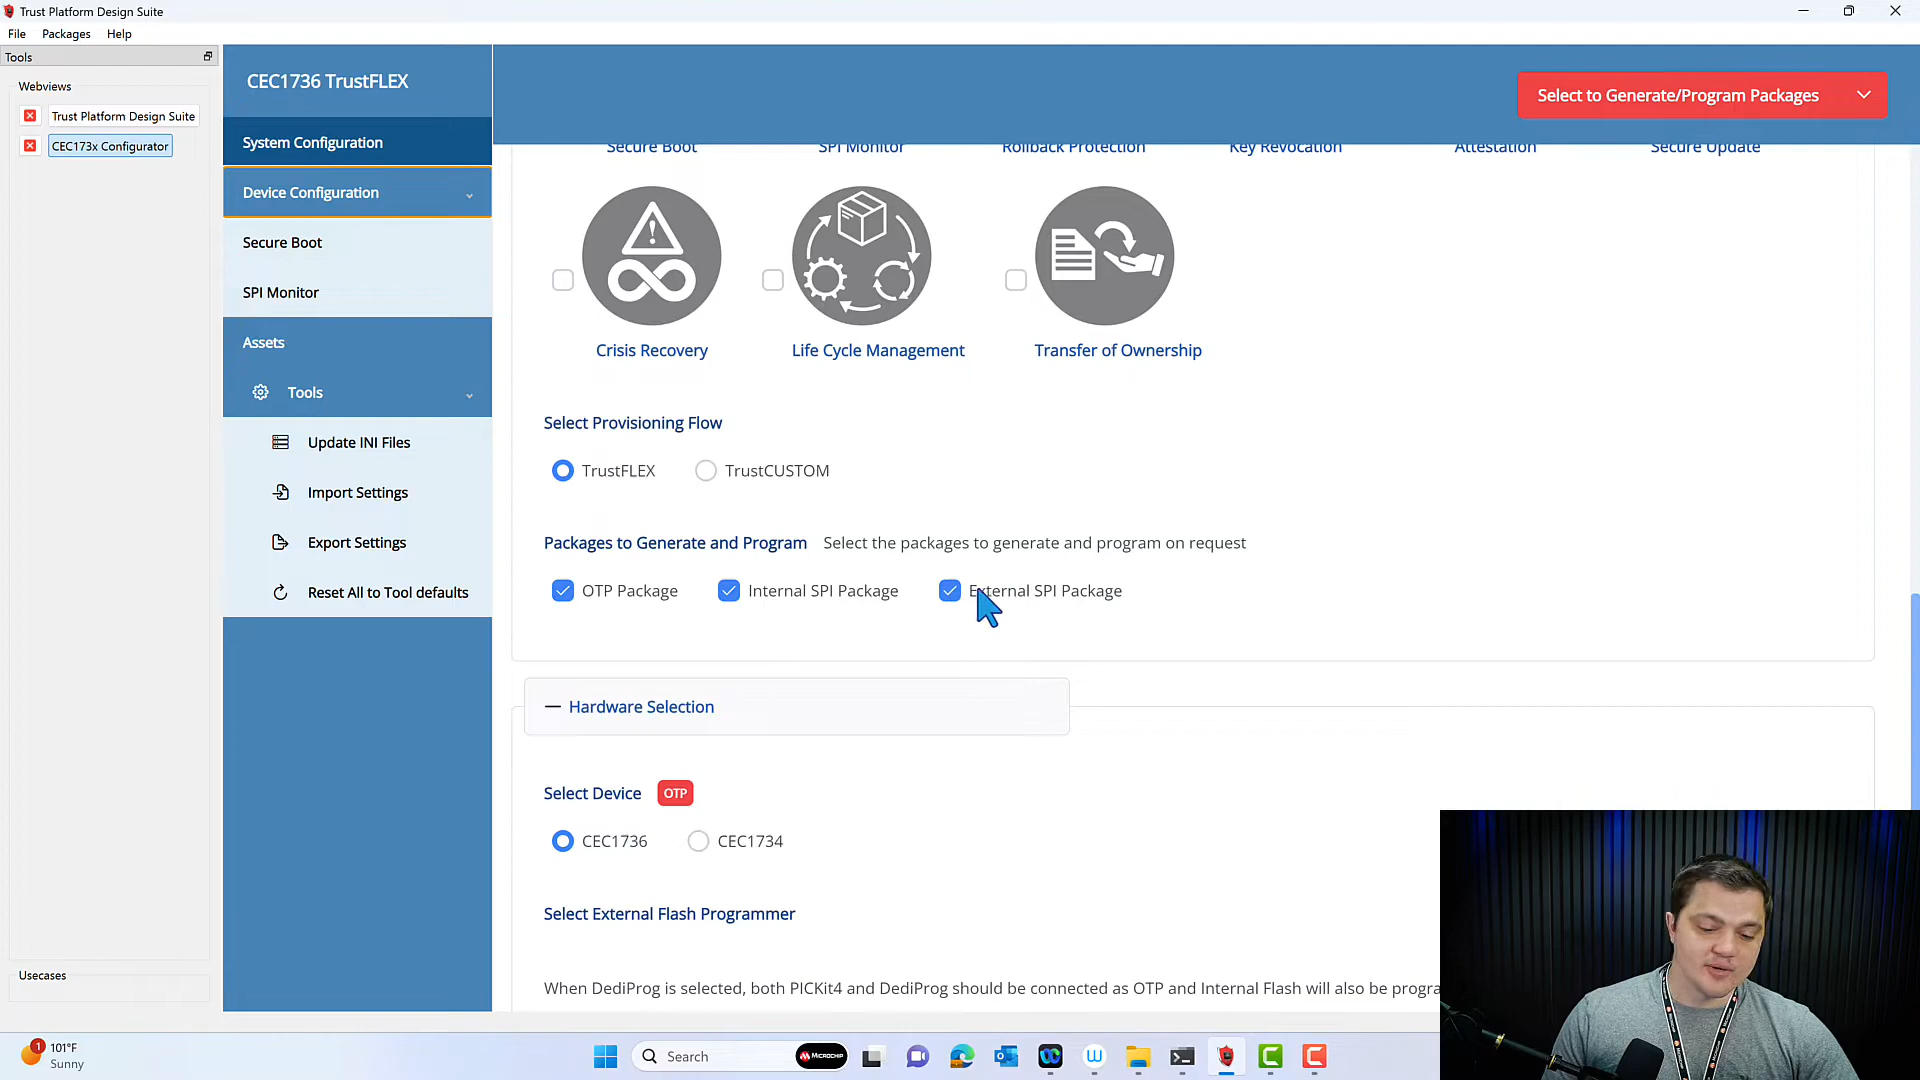 Trust Platform Design Suite
File Packages Help
Tools
Webviews
Trust Platform Design Suite
CEC173x Configurator
Usecases
CEC1736 TrustFLEX
System Configuration
Device Configuration
Secure Boot
SPI Monitor
Assets
Tools
Update INI Files
Import Settings
Export Settings
Reset All to Tool defaults
Select to Generate/Program Packages
Secure Boot SPI Monitor Rollback Protection Key Revocation Attestation Secure Update
Crisis Recovery Life Cycle Management Transfer of Ownership
Select Provisioning Flow
TrustFLEX TrustCUSTOM
Packages to Generate and Program Select the packages to generate and program on request
OTP Package Internal SPI Package External SPI Package
Hardware Selection
Select Device OTP
CEC1736 CEC1734
Select External Flash Programmer
When DediProg is selected, both PICKit4 and DediProg should be connected as OTP and Internal Flash will also be progra
1
101°F
Sunny
Search
MICROCHIP